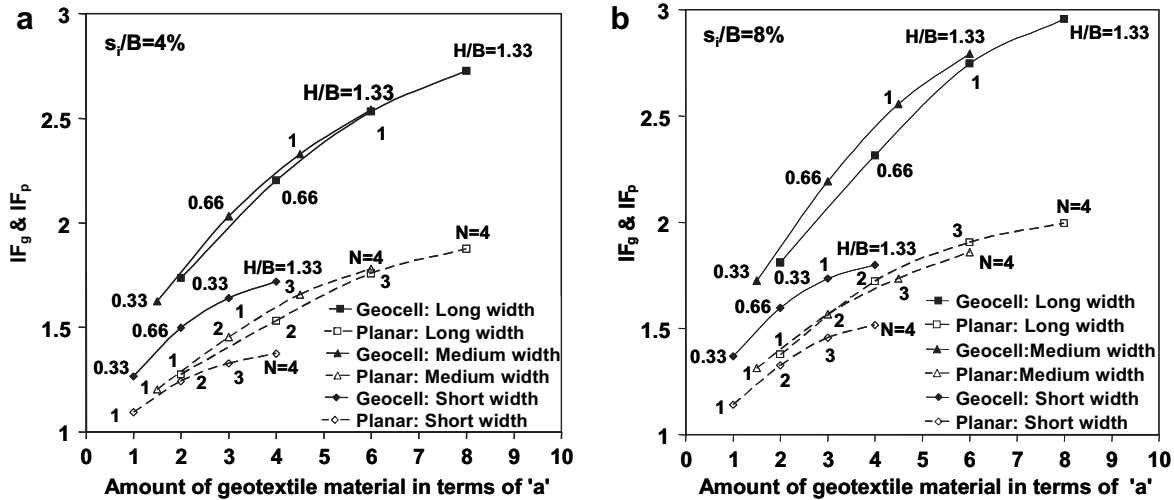 a
s_i/B=4%
IF_g & IF_p
3
2.5
2
1.5
1
0 1 2 3 4 5 6 7 8 9 10
Amount of geotextile material in terms of 'a'
H/B=1.33
H/B=1.33
1
1
0.66
0.66
0.33
0.33
H/B=1.33
1
0.66
0.33
N=4
N=4
3
3
2
2
1
1
N=4
3
2
1
Geocell: Long width
Planar: Long width
Geocell: Medium width
Planar: Medium width
Geocell: Short width
Planar: Short width
b
s_i/B=8%
IF_g & IF_p
3
2.5
2
1.5
1
0 1 2 3 4 5 6 7 8 9 10
Amount of geotextile material in terms of 'a'
H/B=1.33
H/B=1.33
1
1
0.66
0.66
0.33
0.33
H/B=1.33
1
0.66
0.33
N=4
3
N=4
2
3
2
1
1
N=4
3
2
1
Geocell: Long width
Planar: Long width
Geocell:Medium width
Planar:Medium width
Geocell: Short width
Planar: Short width